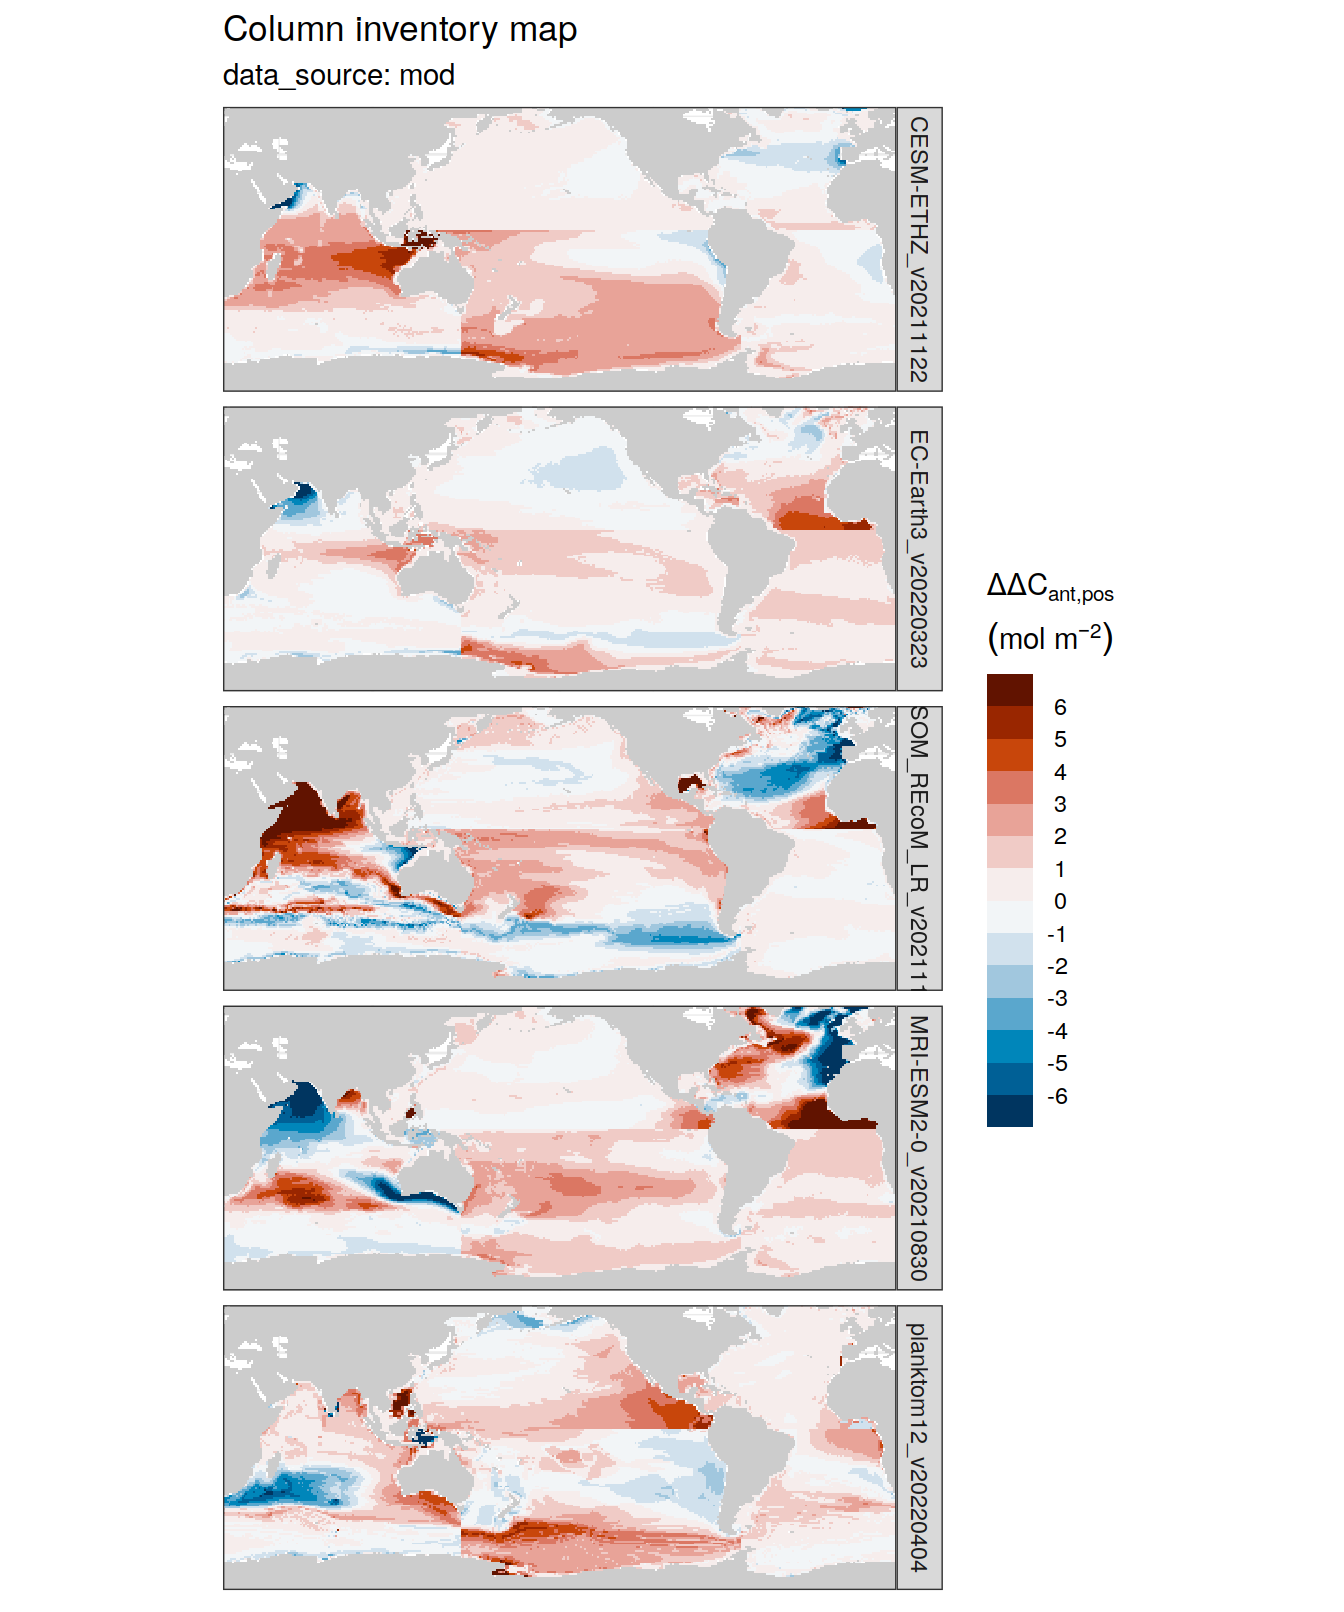 Column inventory map
data_source: mod
CESM-ETHZ_v20211122
EC-Earth3_v20220323
SOM_REcoM_LR_v202111
MRI-ESM2-0_v20210830
planktom12_v20220404
ΔΔCant,pos
(mol m−2)
6
5
4
3
2
1
0
-1
-2
-3
-4
-5
-6